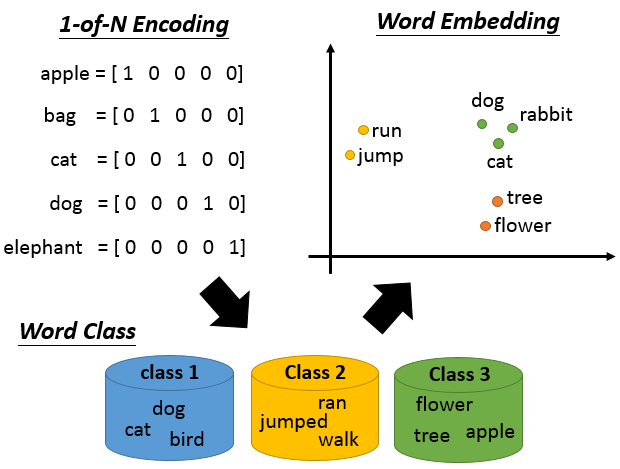 1-of-N Encoding
apple = [ 1 0 0 0 0]
bag = [ 0 1 0 0 0]
cat = [ 0 0 1 0 0]
dog = [ 0 0 0 1 0]
elephant = [ 0 0 0 0 1]
Word Embedding
dog
rabbit
run
jump
cat
tree
flower
Word Class
class 1
dog
cat
bird
Class 2
ran
jumped
walk
Class 3
flower
tree apple